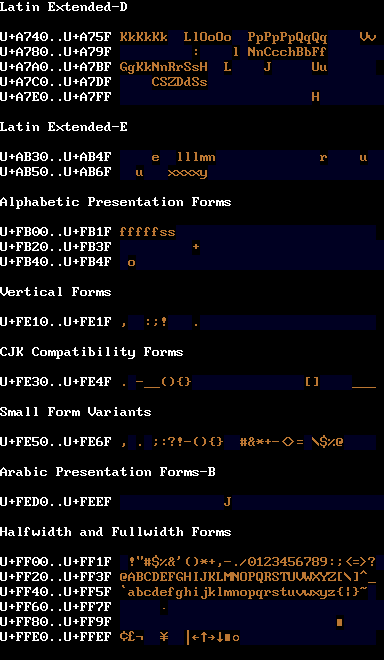 Latin Extended-D
U+A740..U+A75F KkKkKk  LlOoOo  PpPpPpQqQq    Vv
U+A780..U+A79F          :    l NnCcchBbFf
U+A7A0..U+A7BF GgKkNnRrSsH  L    J     Uu
U+A7C0..U+A7DF     CSZDdSs
U+A7E0..U+A7FF                         H
Latin Extended-E
U+AB30..U+AB4F     e  lllmn             r    u
U+AB50..U+AB6F   u   xxxxy
Alphabetic Presentation Forms
U+FB00..U+FB1F fffffss
U+FB20..U+FB3F          +
U+FB40..U+FB4F  o
Vertical Forms
U+FE10..U+FE1F ,  :;!   .
CJK Compatibility Forms
U+FE30..U+FE4F . -__(){}              []    ___
Small Form Variants
U+FE50..U+FE6F , . ;:?!-(){}  #&*+-<>= \$%@
Arabic Presentation Forms-B
U+FED0..U+FEEF              J
Halfwidth and Fullwidth Forms
U+FF00..U+FF1F  !"#$%&'()*+,-./0123456789:;<=>?
U+FF20..U+FF3F @ABCDEFGHIJKLMNOPQRSTUVWXYZ[\]^_
U+FF40..U+FF5F `abcdefghijklmnopqrstuvwxyz{|}~
U+FF60..U+FF7F      ·
U+FF80..U+FF9F                            ■
U+FFE0..U+FFEF ¢£¬  ¥  │←↑→↓■○